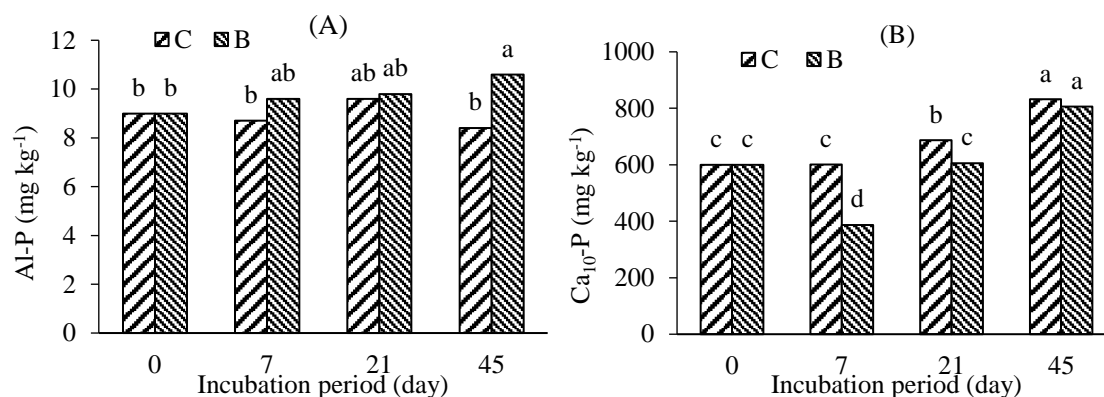 (A)
C B
Al-P (mg kg⁻¹)
12
10
8
6
4
2
0
b b b ab ab ab b a
0 7 21 45
Incubation period (day)
(B)
C B
Ca₁₀-P (mg kg⁻¹)
1000
800
600
400
200
0
c c c d b c a a
0 7 21 45
Incubation period (day)